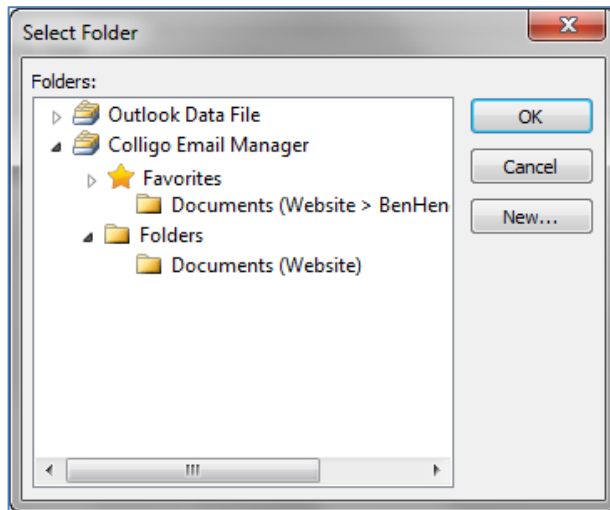 Select Folder
Folders:
Outlook Data File
Colligo Email Manager
Favorites
Documents (Website > BenHen
Folders
Documents (Website)
OK
Cancel
New...